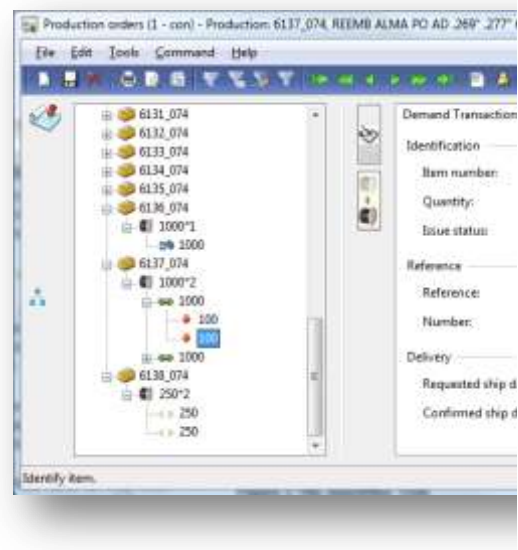 Production orders (1 - con) - Production: 6137_074, REEMB ALMA PO AD .269" .277"
File Edit Tools Command Help
6131_074
6132_074
6133_074
6134_074
6135_074
6136_074
1000*1
1000
6137_074
1000*2
1000
100
100
1000
6138_074
250*2
250
250
Demand Transaction
Identification
Item number:
Quantity:
Issue status:
Reference
Reference:
Number:
Delivery
Requested ship d
Confirmed ship d
Identify item.